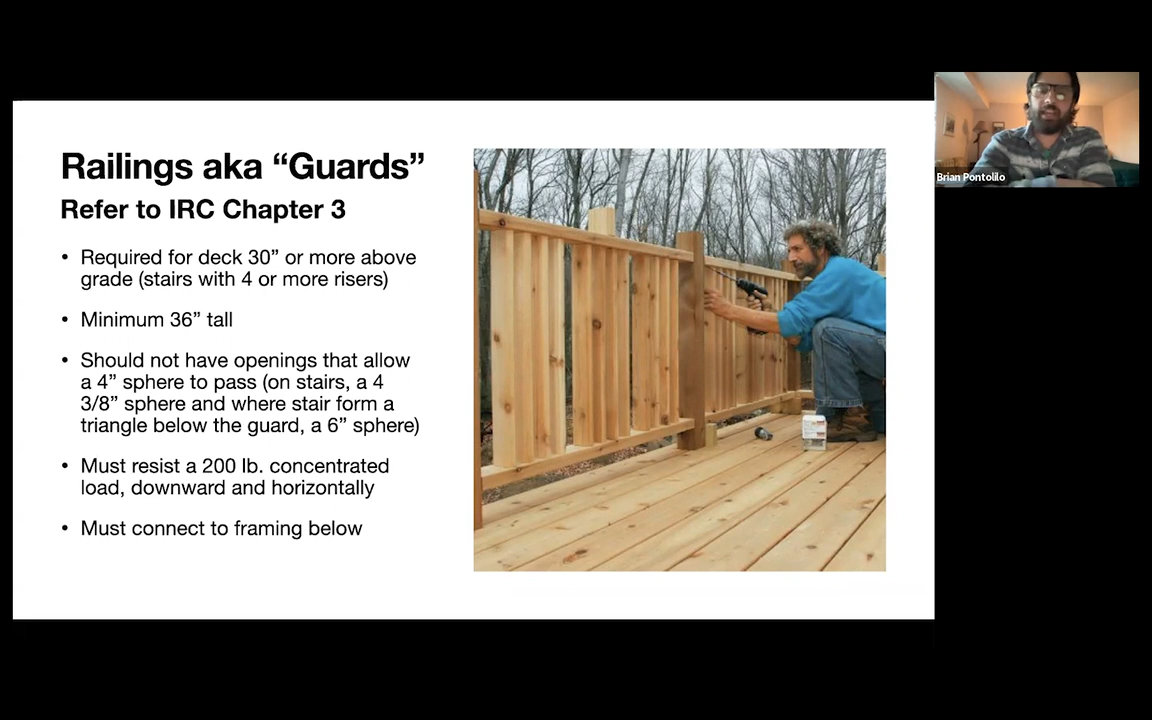 Railings aka “Guards”
Refer to IRC Chapter 3
• Required for deck 30” or more above
grade (stairs with 4 or more risers)
• Minimum 36” tall
• Should not have openings that allow
a 4” sphere to pass (on stairs, a 4
3/8” sphere and where stair form a
triangle below the guard, a 6” sphere)
• Must resist a 200 lb. concentrated
load, downward and horizontally
• Must connect to framing below
Brian Pontolilo